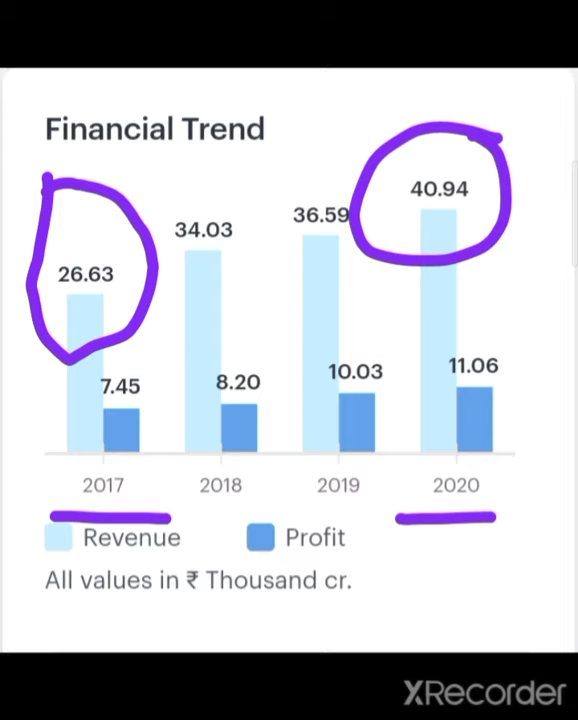 Financial Trend
26.63 34.03 36.59 40.94
7.45 8.20 10.03 11.06
2017 2018 2019 2020
Revenue Profit
All values in ₹ Thousand cr.
XRecorder